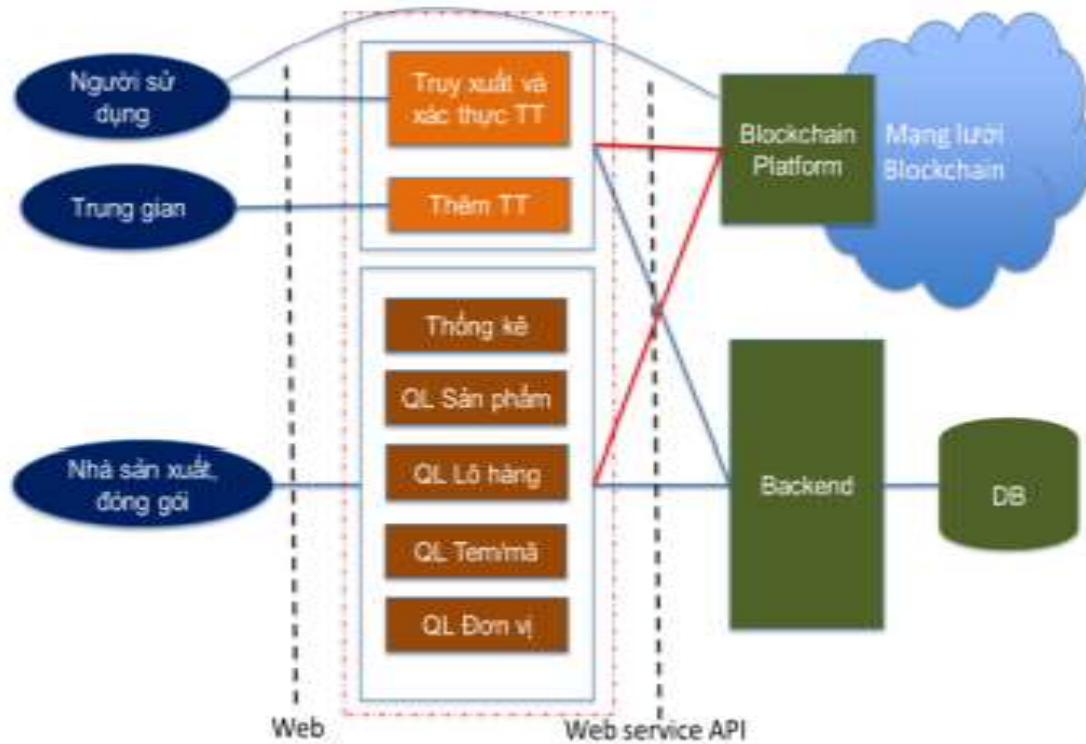 Người sử
dụng
Trung gian
Nhà sản xuất,
đóng gói
Truy xuất và
xác thực TT
Thêm TT
Thống kê
QL Sản phẩm
QL Lô hàng
QL Tem/mã
QL Đơn vị
Blockchain
Platform
Mạng lưới
Blockchain
Backend
DB
Web
Web service API